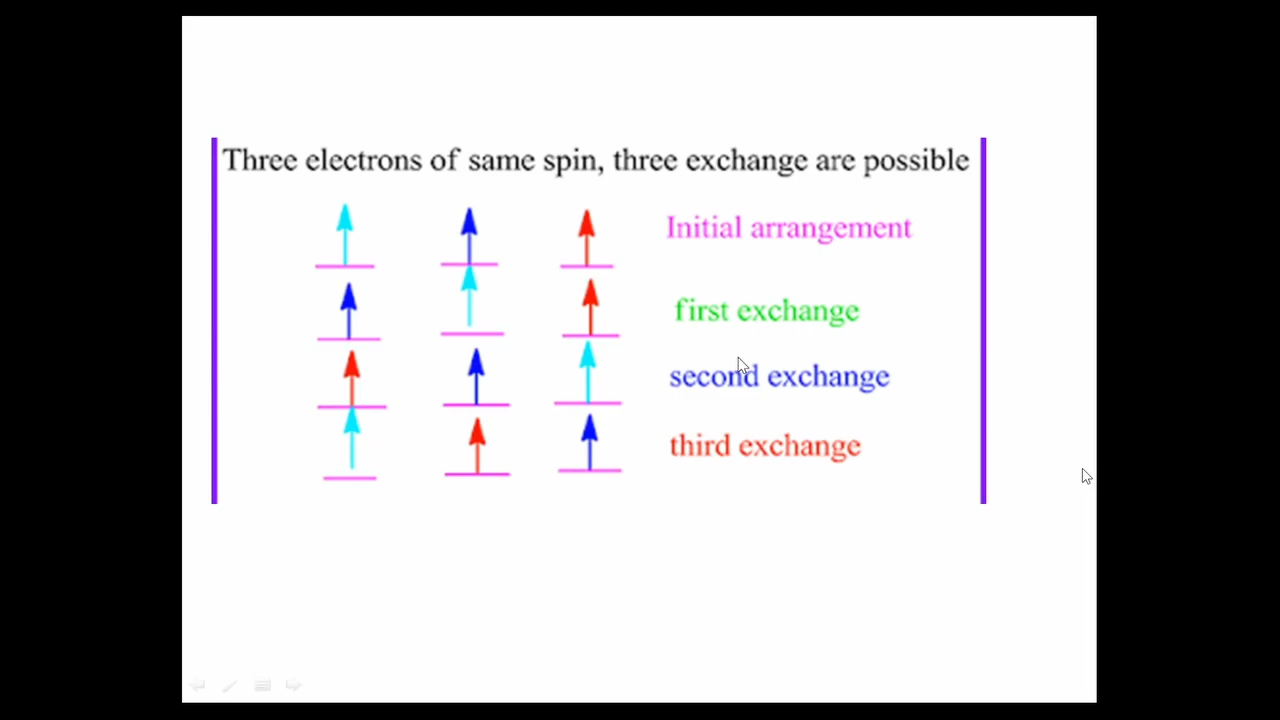 Three electrons of same spin, three exchange are possible
Initial arrangement
first exchange
second exchange
third exchange